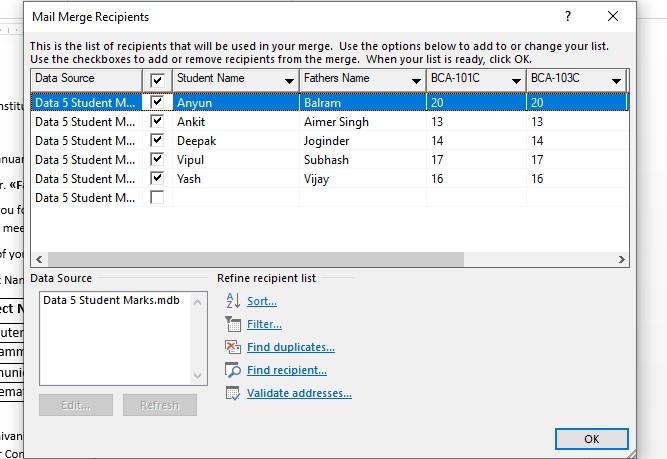 Mail Merge Recipients
This is the list of recipients that will be used in your merge. Use the options below to add to or change your list.
Use the checkboxes to add or remove recipients from the merge. When your list is ready, click OK.
Data Source Student Name Fathers Name BCA-101C BCA-103C
Data 5 Student M... Anyun Balram 20 20
Data 5 Student M... Ankit Aimer Singh 13 13
Data 5 Student M... Deepak Joginder 14 14
Data 5 Student M... Vipul Subhash 17 17
Data 5 Student M... Yash Vijay 16 16
Data 5 Student M...
Data Source Refine recipient list
Data 5 Student Marks.mdb
Sort...
Filter...
Find duplicates...
Find recipient...
Validate addresses...
Edit... Refresh
OK